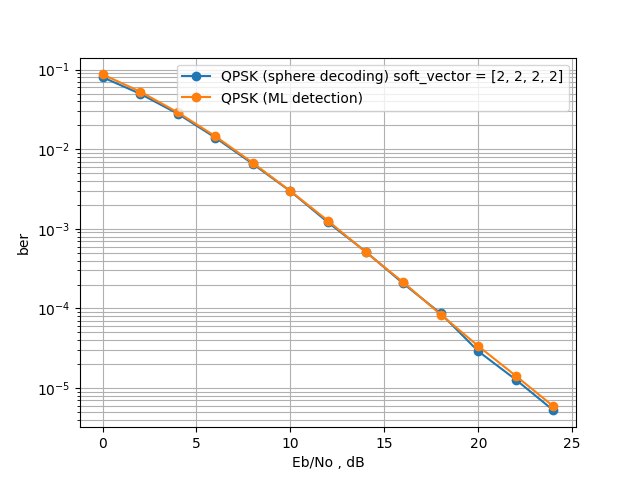 QPSK (sphere decoding) soft_vector = [2, 2, 2, 2]
QPSK (ML detection)
10⁻¹
10⁻²
10⁻³
10⁻⁴
10⁻⁵
ber
0 5 10 15 20 25
Eb/No , dB